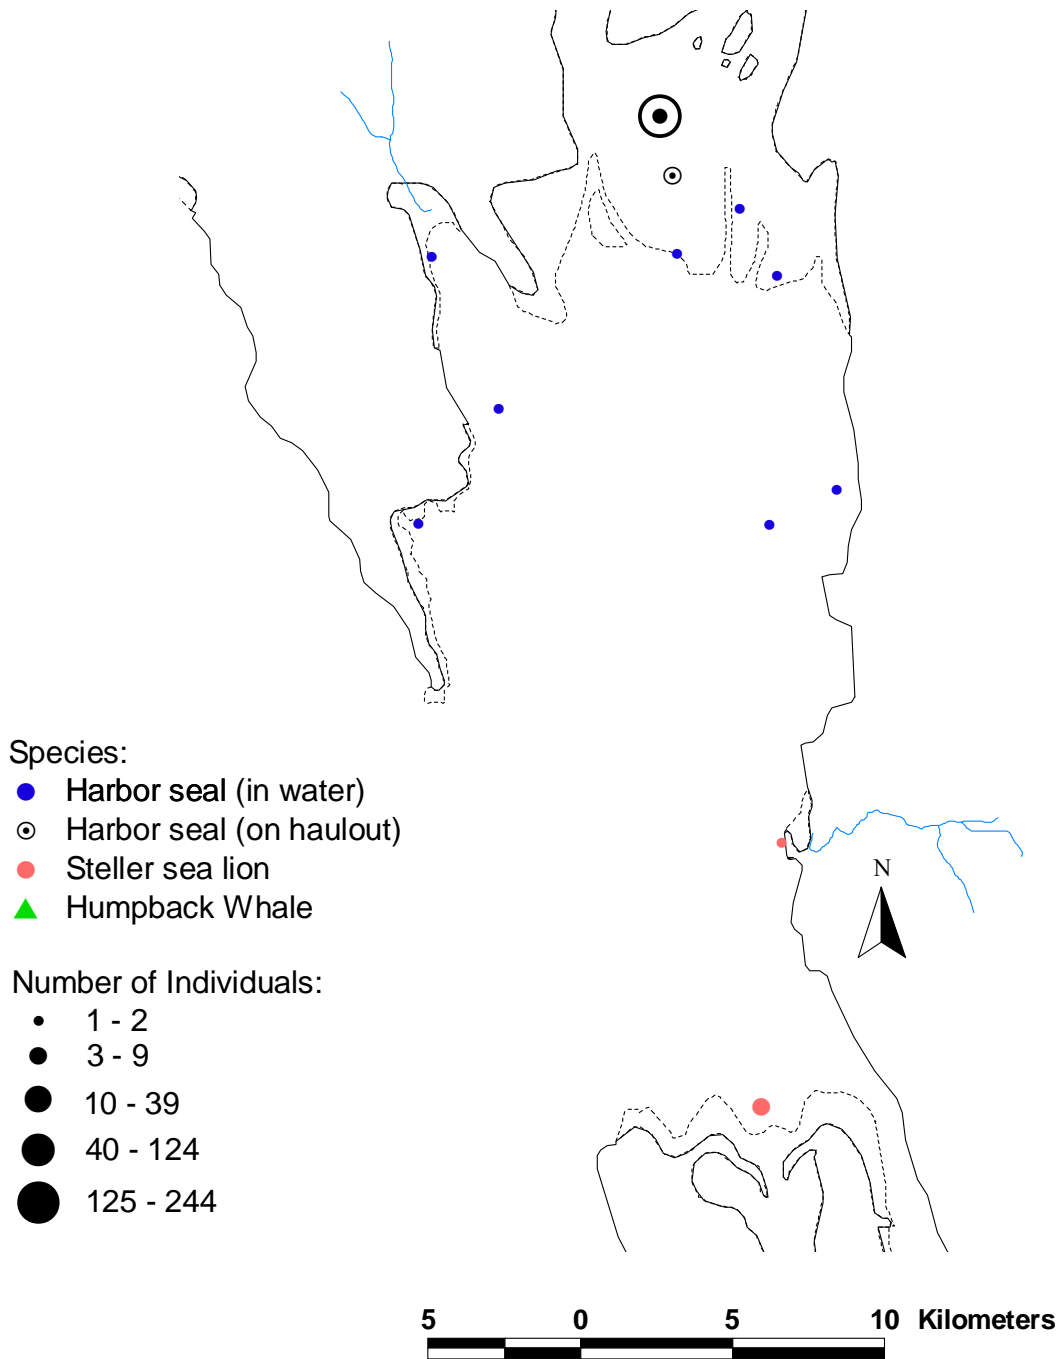 Species:
Harbor seal (in water)
Harbor seal (on haulout)
Steller sea lion
Humpback Whale
N
Number of Individuals:
1 - 2
3 - 9
10 - 39
40 - 124
125 - 244
5 0 5 10 Kilometers